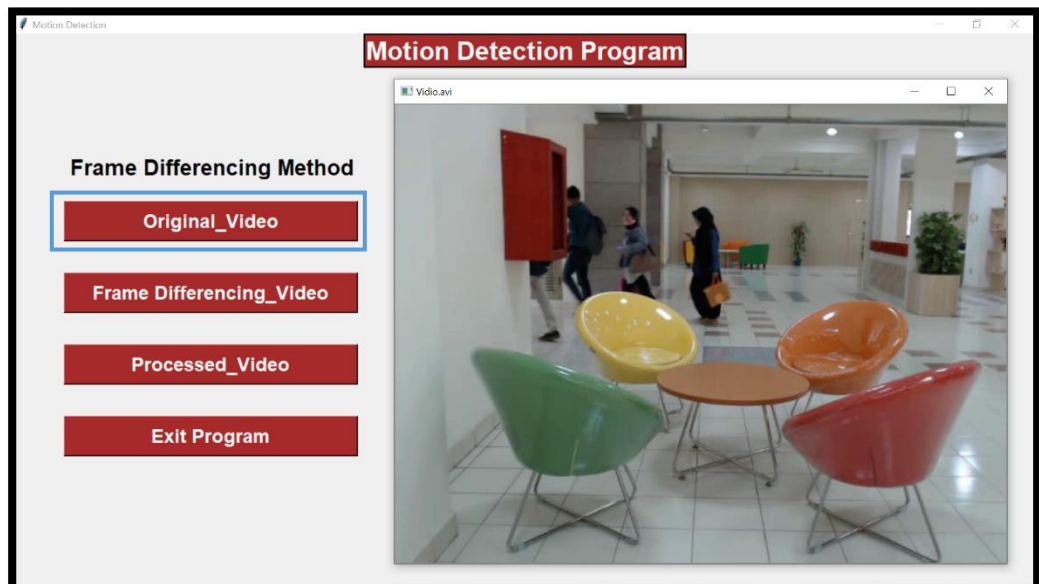 Motion Detection
Motion Detection Program
Vidio.avi
Frame Differencing Method
Original_Video
Frame Differencing_Video
Processed_Video
Exit Program